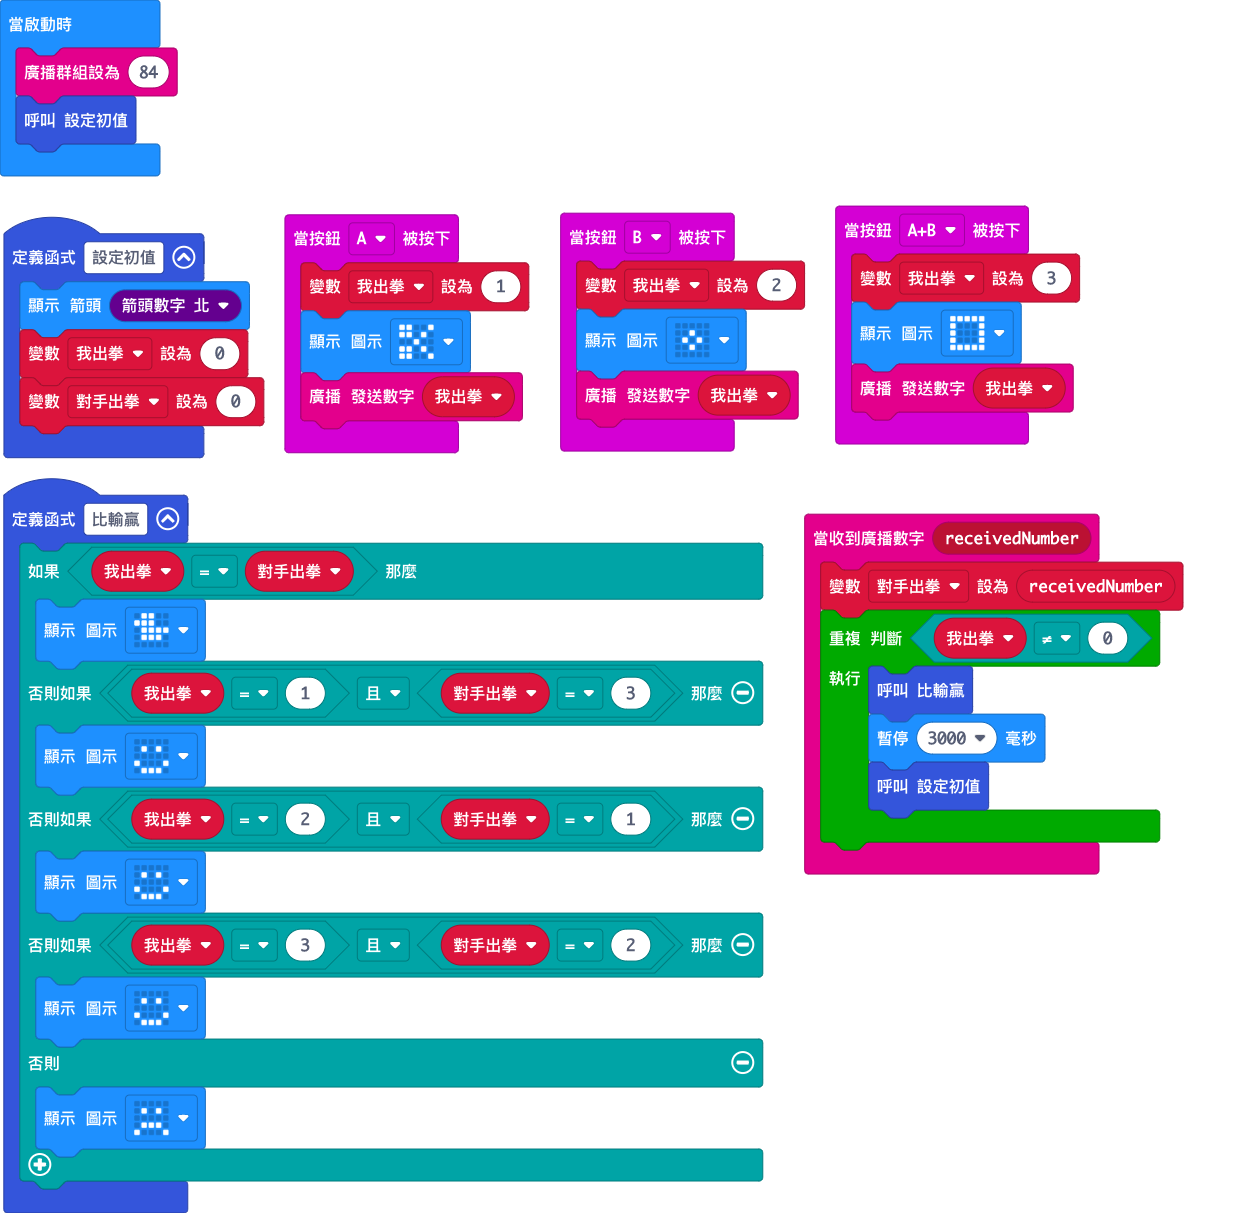 當啟動時
廣播群組設為 84
呼叫 設定初值
定義函式 設定初值
顯示 箭頭 箭頭數字 北
變數 我出拳 設為 0
變數 對手出拳 設為 0
當按鈕 A 被按下
變數 我出拳 設為 1
顯示 圖示
廣播 發送數字 我出拳
當按鈕 B 被按下
變數 我出拳 設為 2
顯示 圖示
廣播 發送數字 我出拳
當按鈕 A+B 被按下
變數 我出拳 設為 3
顯示 圖示
廣播 發送數字 我出拳
定義函式 比輸贏
如果 我出拳 = 對手出拳 那麼
顯示 圖示
否則如果 我出拳 = 1 且 對手出拳 = 3 那麼
顯示 圖示
否則如果 我出拳 = 2 且 對手出拳 = 1 那麼
顯示 圖示
否則如果 我出拳 = 3 且 對手出拳 = 2 那麼
顯示 圖示
否則
顯示 圖示
當收到廣播數字 receivedNumber
變數 對手出拳 設為 receivedNumber
重複 判斷 我出拳 ≠ 0
執行
呼叫 比輸贏
暫停 3000 毫秒
呼叫 設定初值